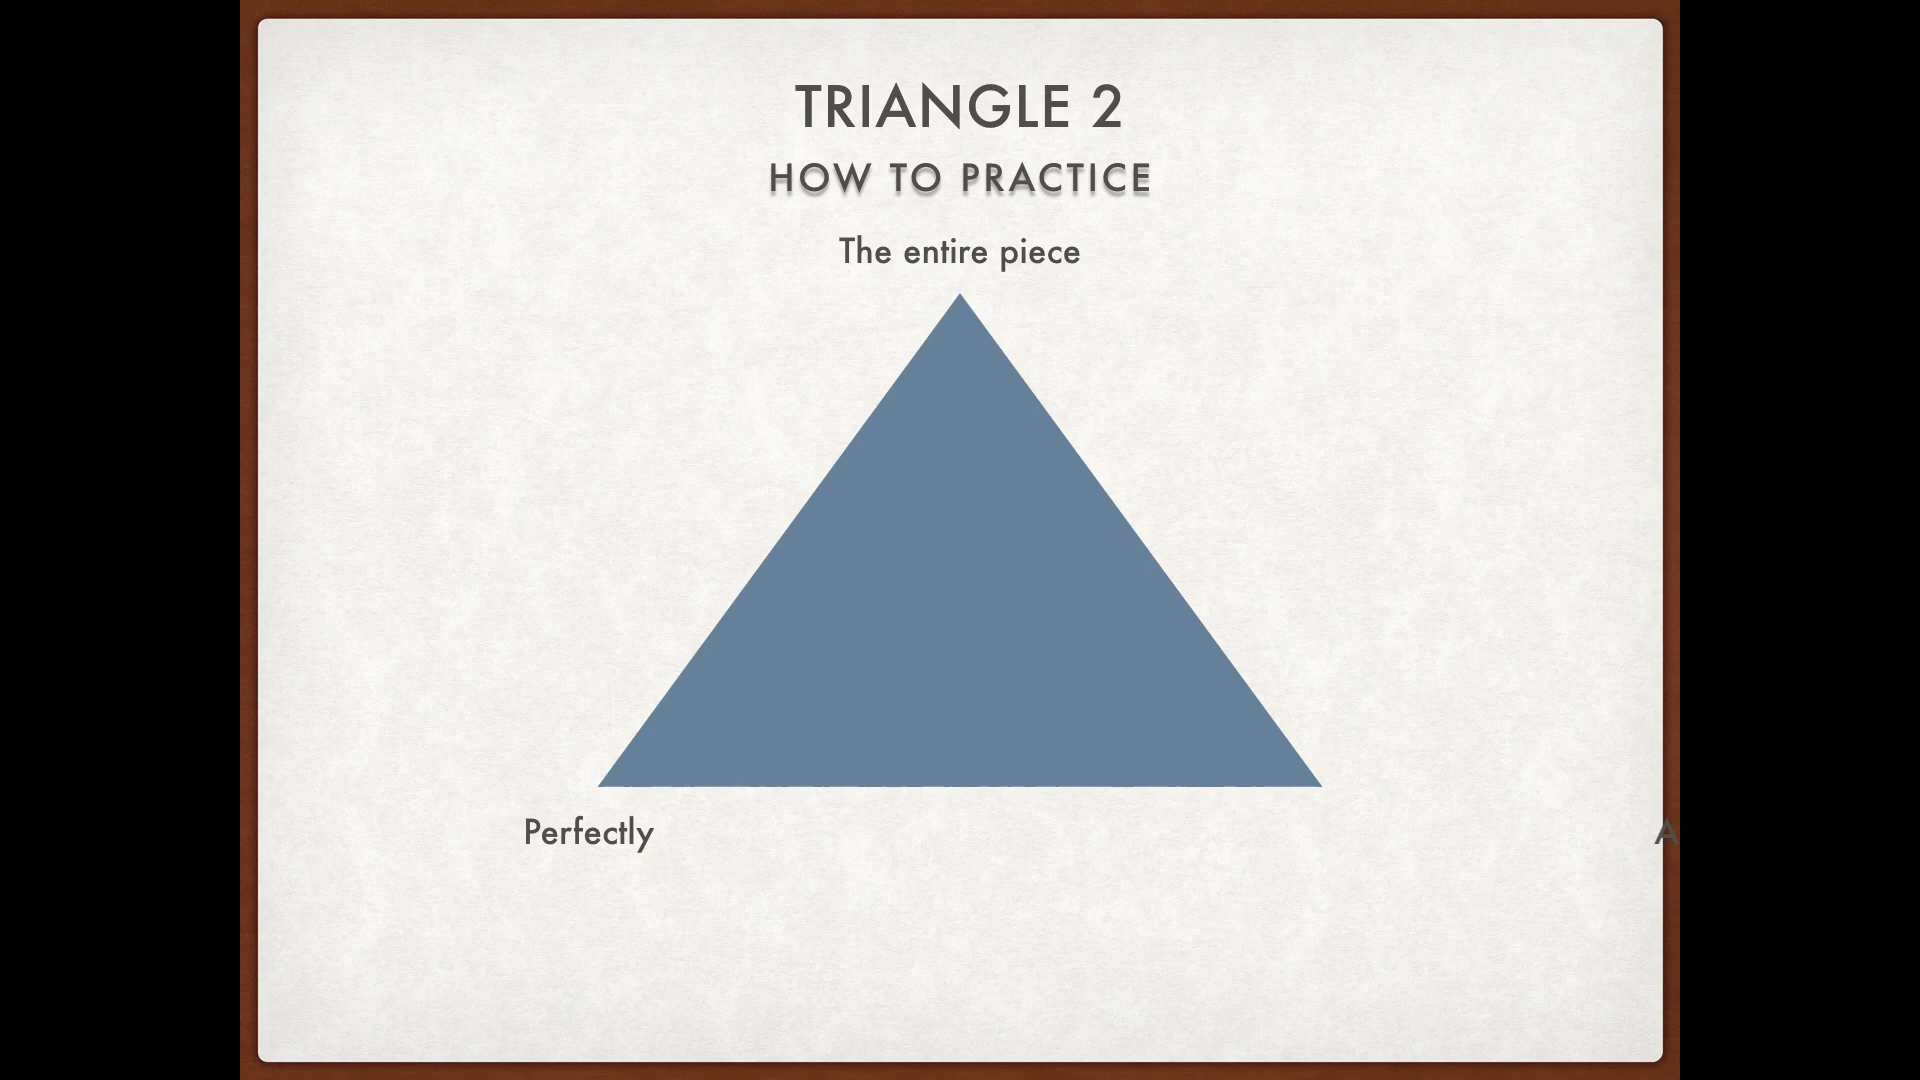 TRIANGLE 2
HOW TO PRACTICE
The entire piece
Perfectly
A